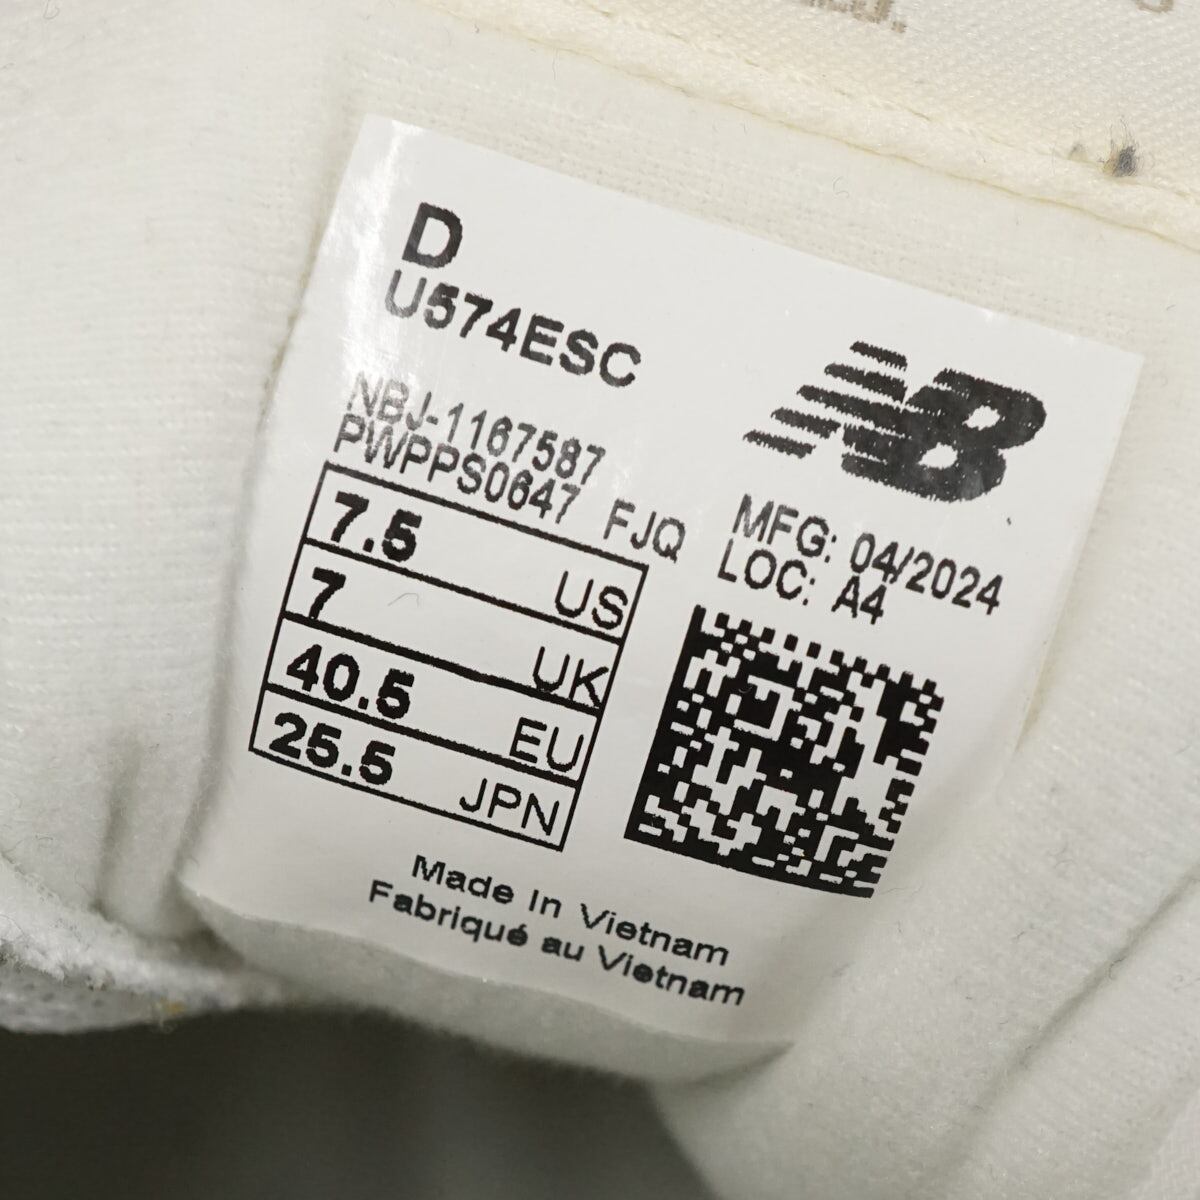 D
U574ESC
NBJ-1167587
PWPPS0647 FJQ
7.5 US
7 UK
40.5 EU
25.5 JPN
NB
MFG: 04/2024
LOC: A4
Made In Vietnam
Fabriqué au Vietnam